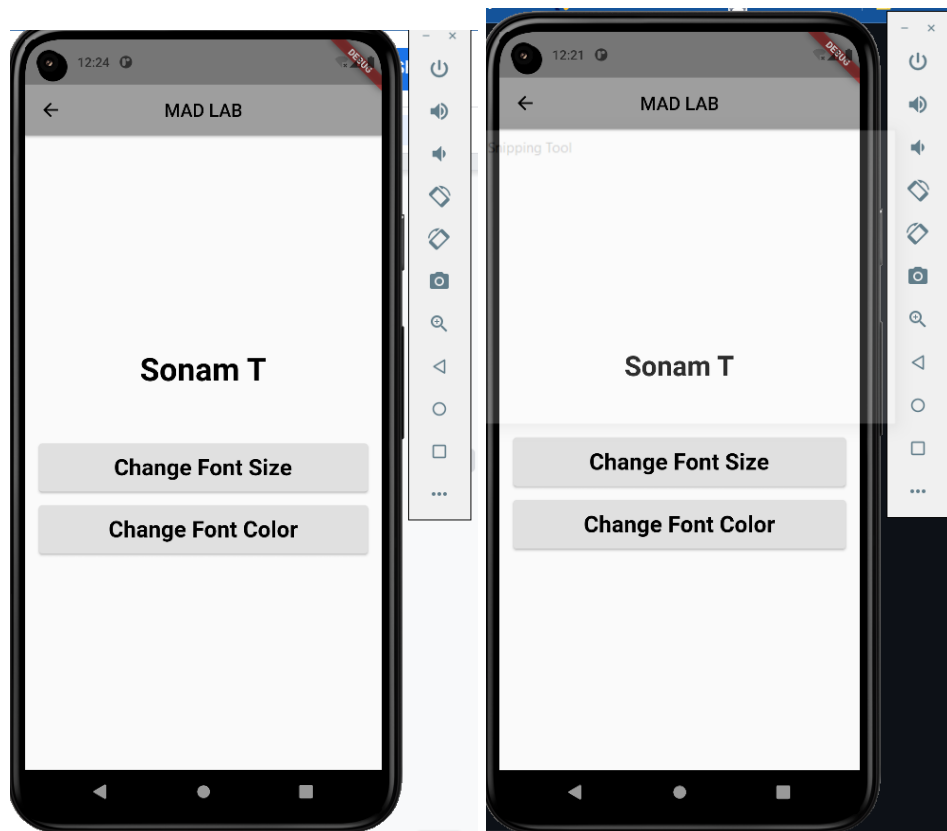 12:24
DEBUG
MAD LAB
Sonam T
Change Font Size
Change Font Color
12:21
DEBUG
MAD LAB
Snipping Tool
Sonam T
Change Font Size
Change Font Color